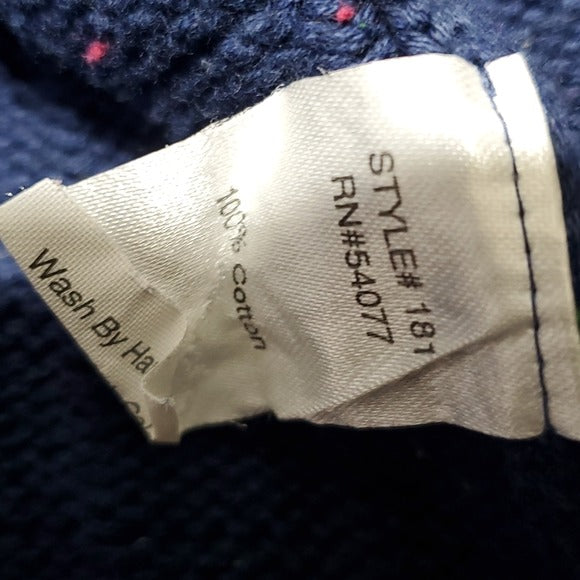 STYLE# 181
RN#54077
100% Cotton
Wash By Ha